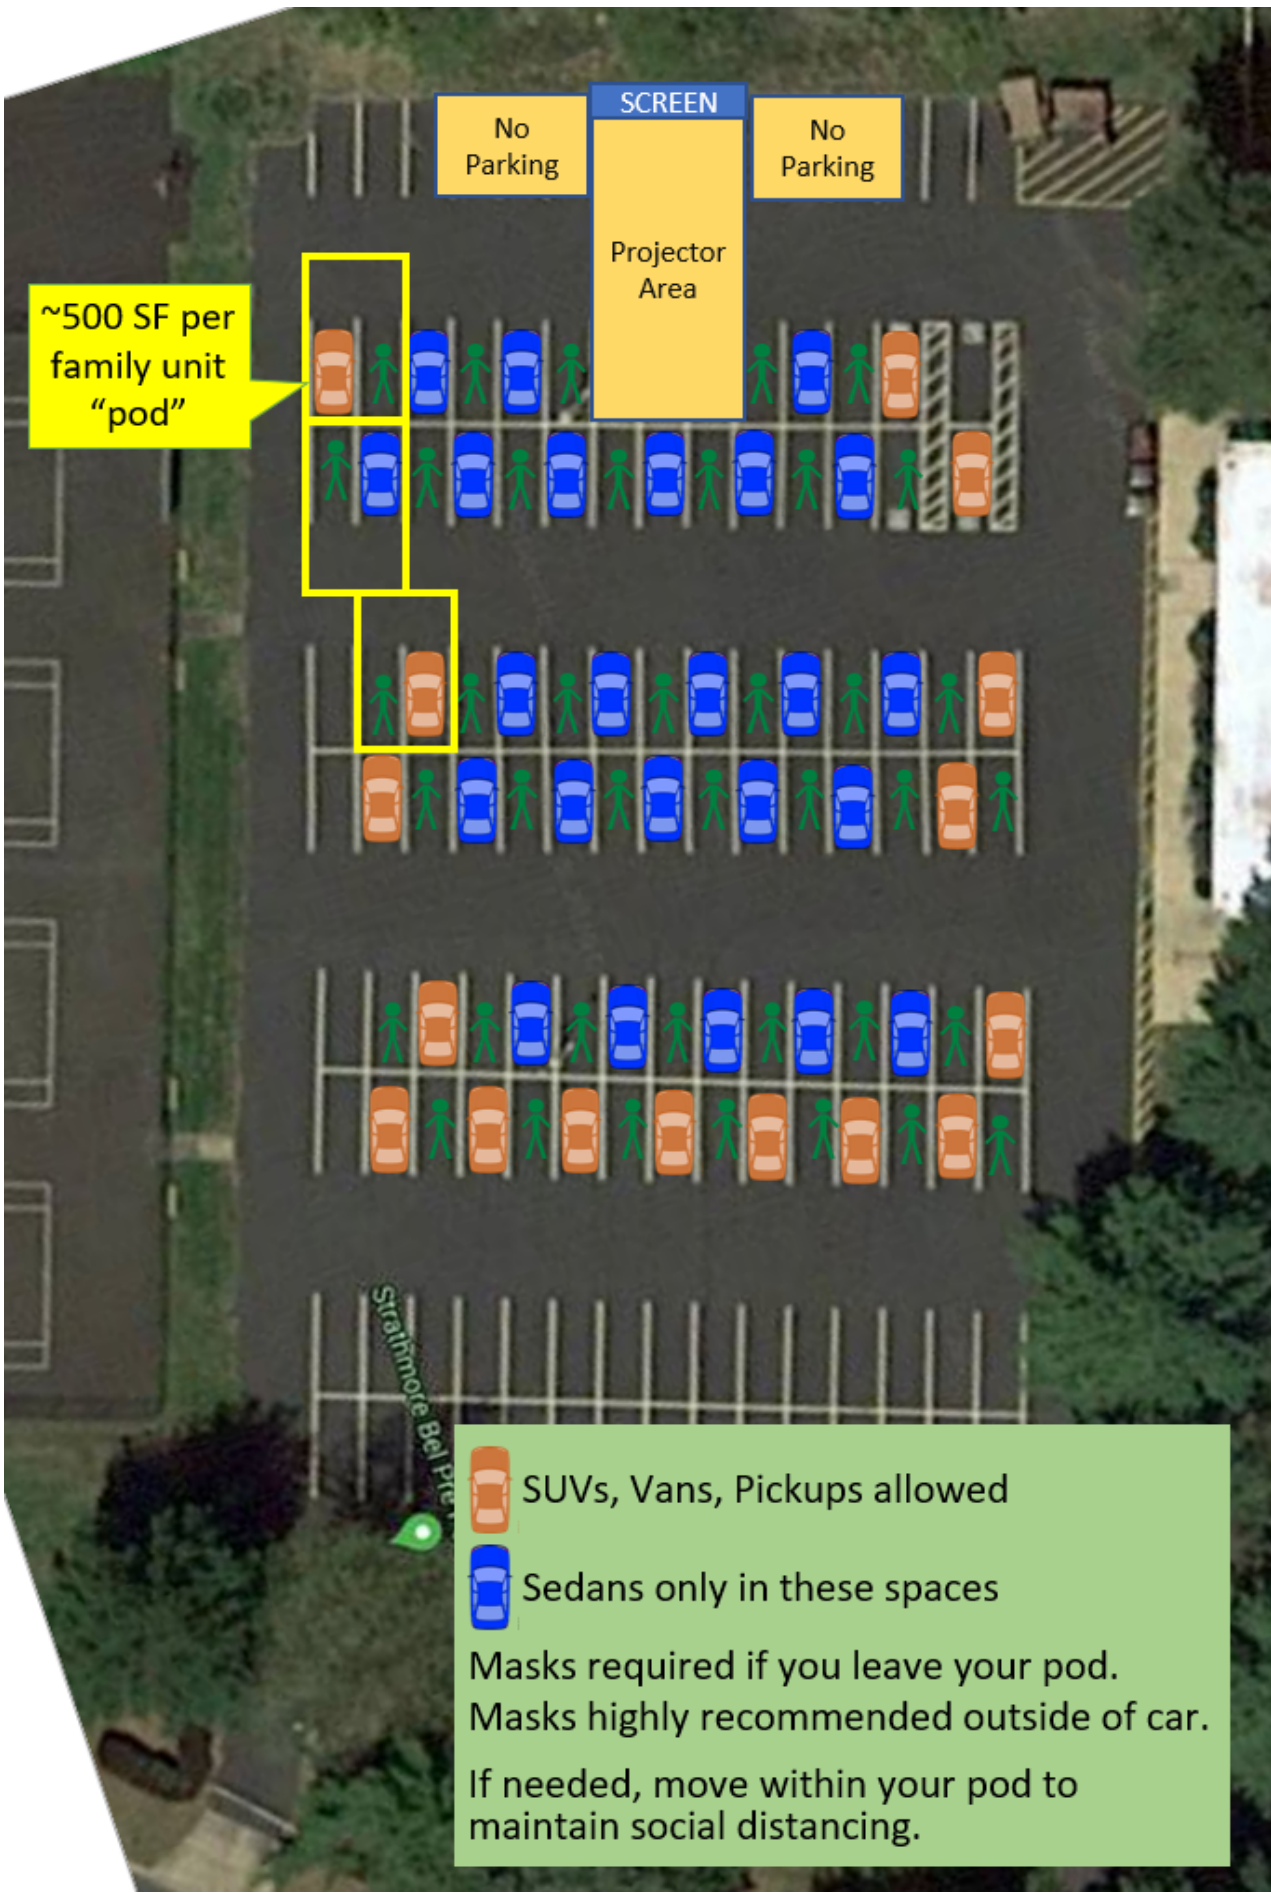 SCREEN
No
Parking
No
Parking
Projector
Area
~500 SF per
family unit
“pod”
Strathmore Bel Pre
SUVs, Vans, Pickups allowed
Sedans only in these spaces
Masks required if you leave your pod.
Masks highly recommended outside of car.
If needed, move within your pod to
maintain social distancing.